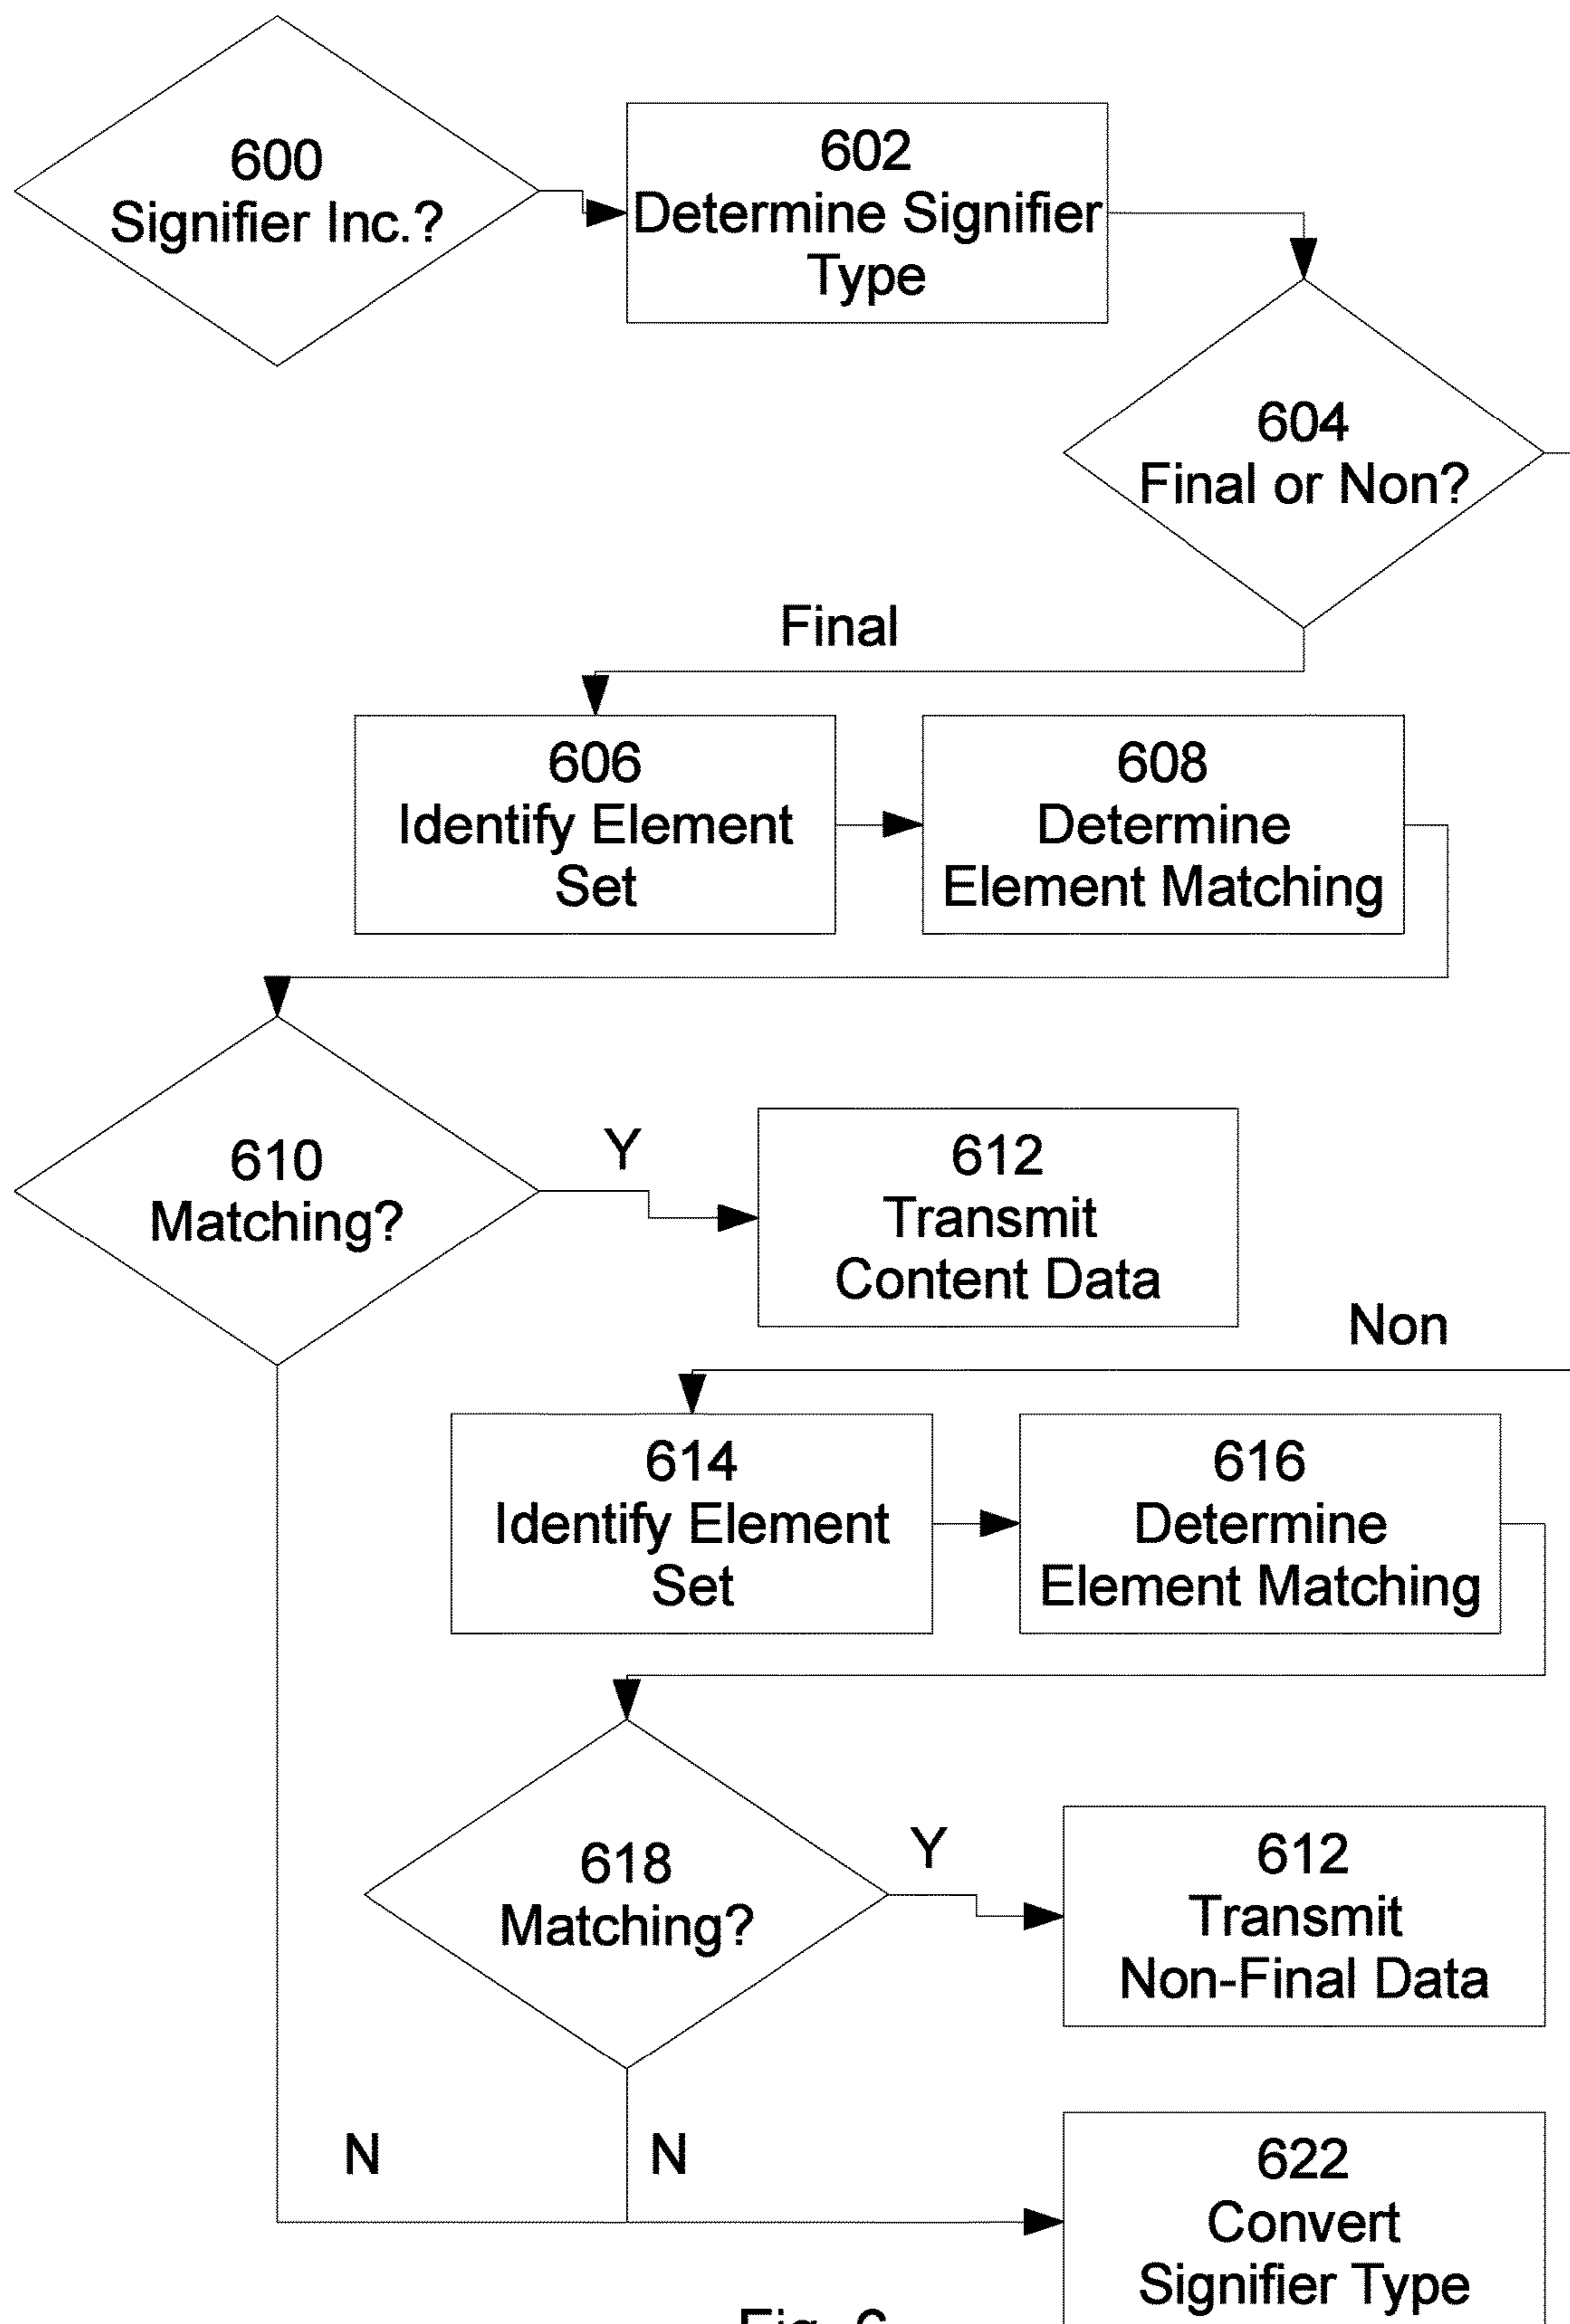 600
Signifier Inc.?
602
Determine Signifier
Type
604
Final or Non?
Final
606
Identify Element
Set
608
Determine
Element Matching
610
Matching?
Y
612
Transmit
Content Data
Non
614
Identify Element
Set
616
Determine
Element Matching
618
Matching?
Y
612
Transmit
Non-Final Data
N
N
622
Convert
Signifier Type
Fig. 6